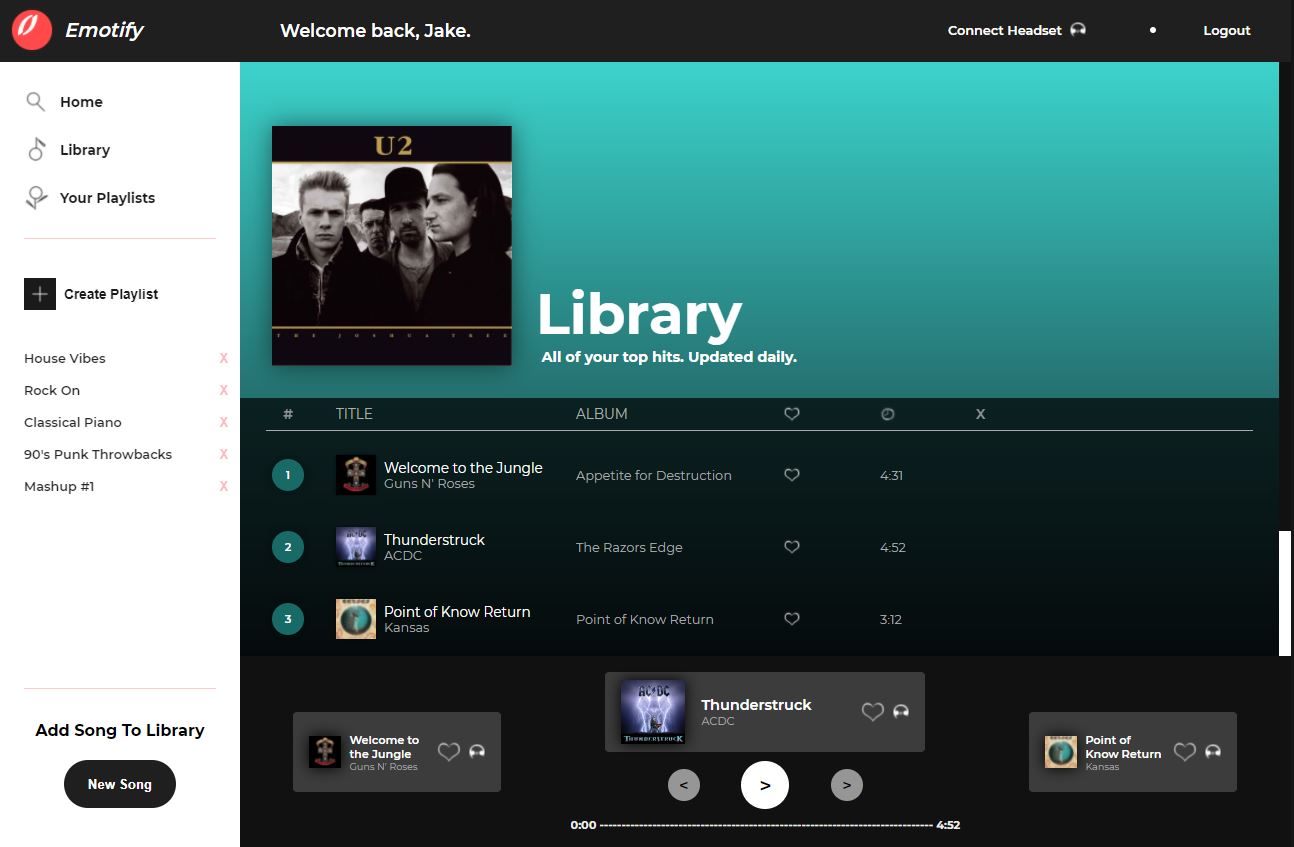 Emotify
Welcome back, Jake.
Connect Headset
Logout
Home
Library
Your Playlists
Create Playlist
House Vibes X
Rock On X
Classical Piano X
90's Punk Throwbacks X
Mashup #1 X
Add Song To Library
New Song
U2
THE JOSHUA TREE
Library
All of your top hits. Updated daily.
# TITLE ALBUM X
1 Welcome to the Jungle
Guns N' Roses
Appetite for Destruction 4:31
2 Thunderstruck
ACDC
The Razors Edge 4:52
3 Point of Know Return
Kansas
Point of Know Return 3:12
Welcome to
the Jungle
Guns N' Roses
AC DC
THUNDERSTRUCK
Thunderstruck
ACDC
Point of
Know Return
Kansas
< > >
0:00 ---------------------------------------------------------------------------- 4:52